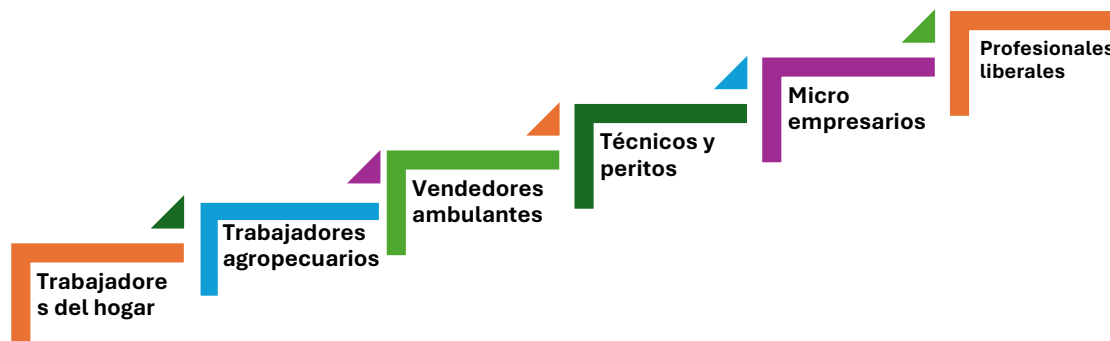 Profesionales
liberales
Micro
empresarios
Técnicos y
peritos
Vendedores
ambulantes
Trabajadores
agropecuarios
Trabajadore
s del hogar